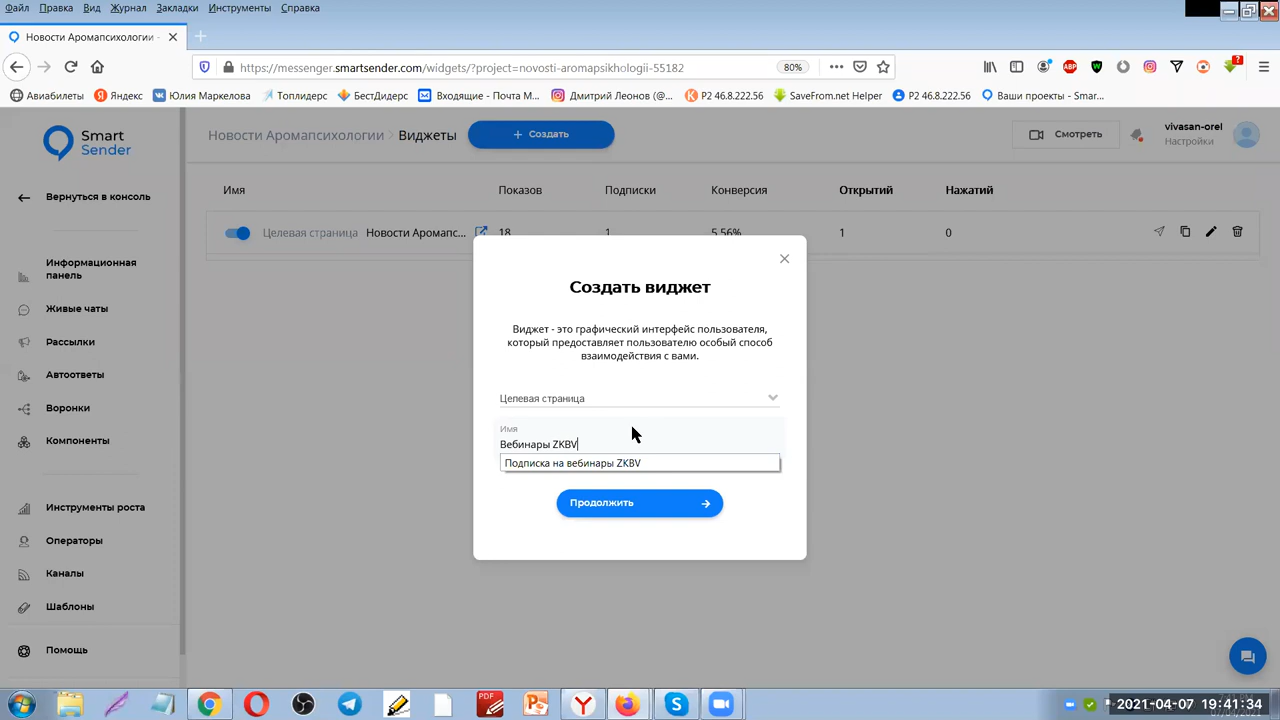 Файл Правка Вид Журнал Закладки Инструменты Справка
Новости Аромапсихологии -
https://messenger.smartsender.com/widgets/?project=novosti-aromapsikhologii-55182
80%
Авиабилеты Яндекс Юлия Маркелова Топлидерс БестДидерс Входящие - Почта М... Дмитрий Леонов (@... Р2 46.8.222.56 SaveFrom.net Helper Р2 46.8.222.56 Ваши проекты - Smar...
Smart
Sender
Новости Аромапсихологии > Виджеты
+ Создать
Смотреть
vivasan-orel
Настройки
Имя Показов Подписки Конверсия Открытий Нажатий
Целевая страница Новости Аромапс... 18 1 5.56% 1 0
Вернуться в консоль
Информационная
панель
Живые чаты
Рассылки
Автоответы
Воронки
Компоненты
Инструменты роста
Операторы
Каналы
Шаблоны
Помощь
Создать виджет
Виджет - это графический интерфейс пользователя,
который предоставляет пользователю особый способ
взаимодействия с вами.
Целевая страница
Имя
Вебинары ZKBV
Подписка на вебинары ZKBV
Продолжить
2021-04-07 19:41:34